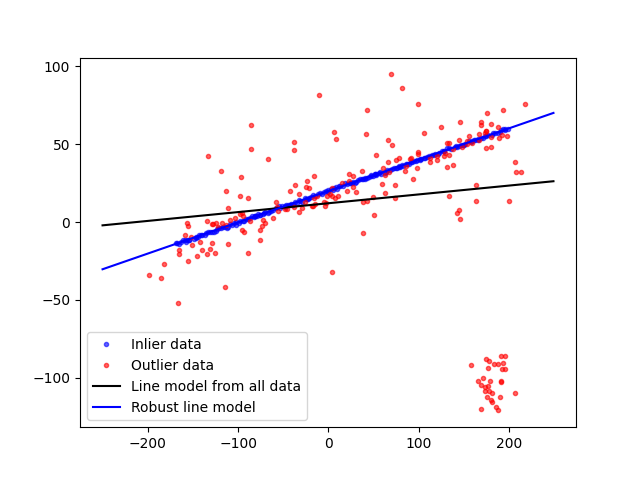 100
50
0
−50
−100
Inlier data
Outlier data
Line model from all data
Robust line model
−200 −100 0 100 200